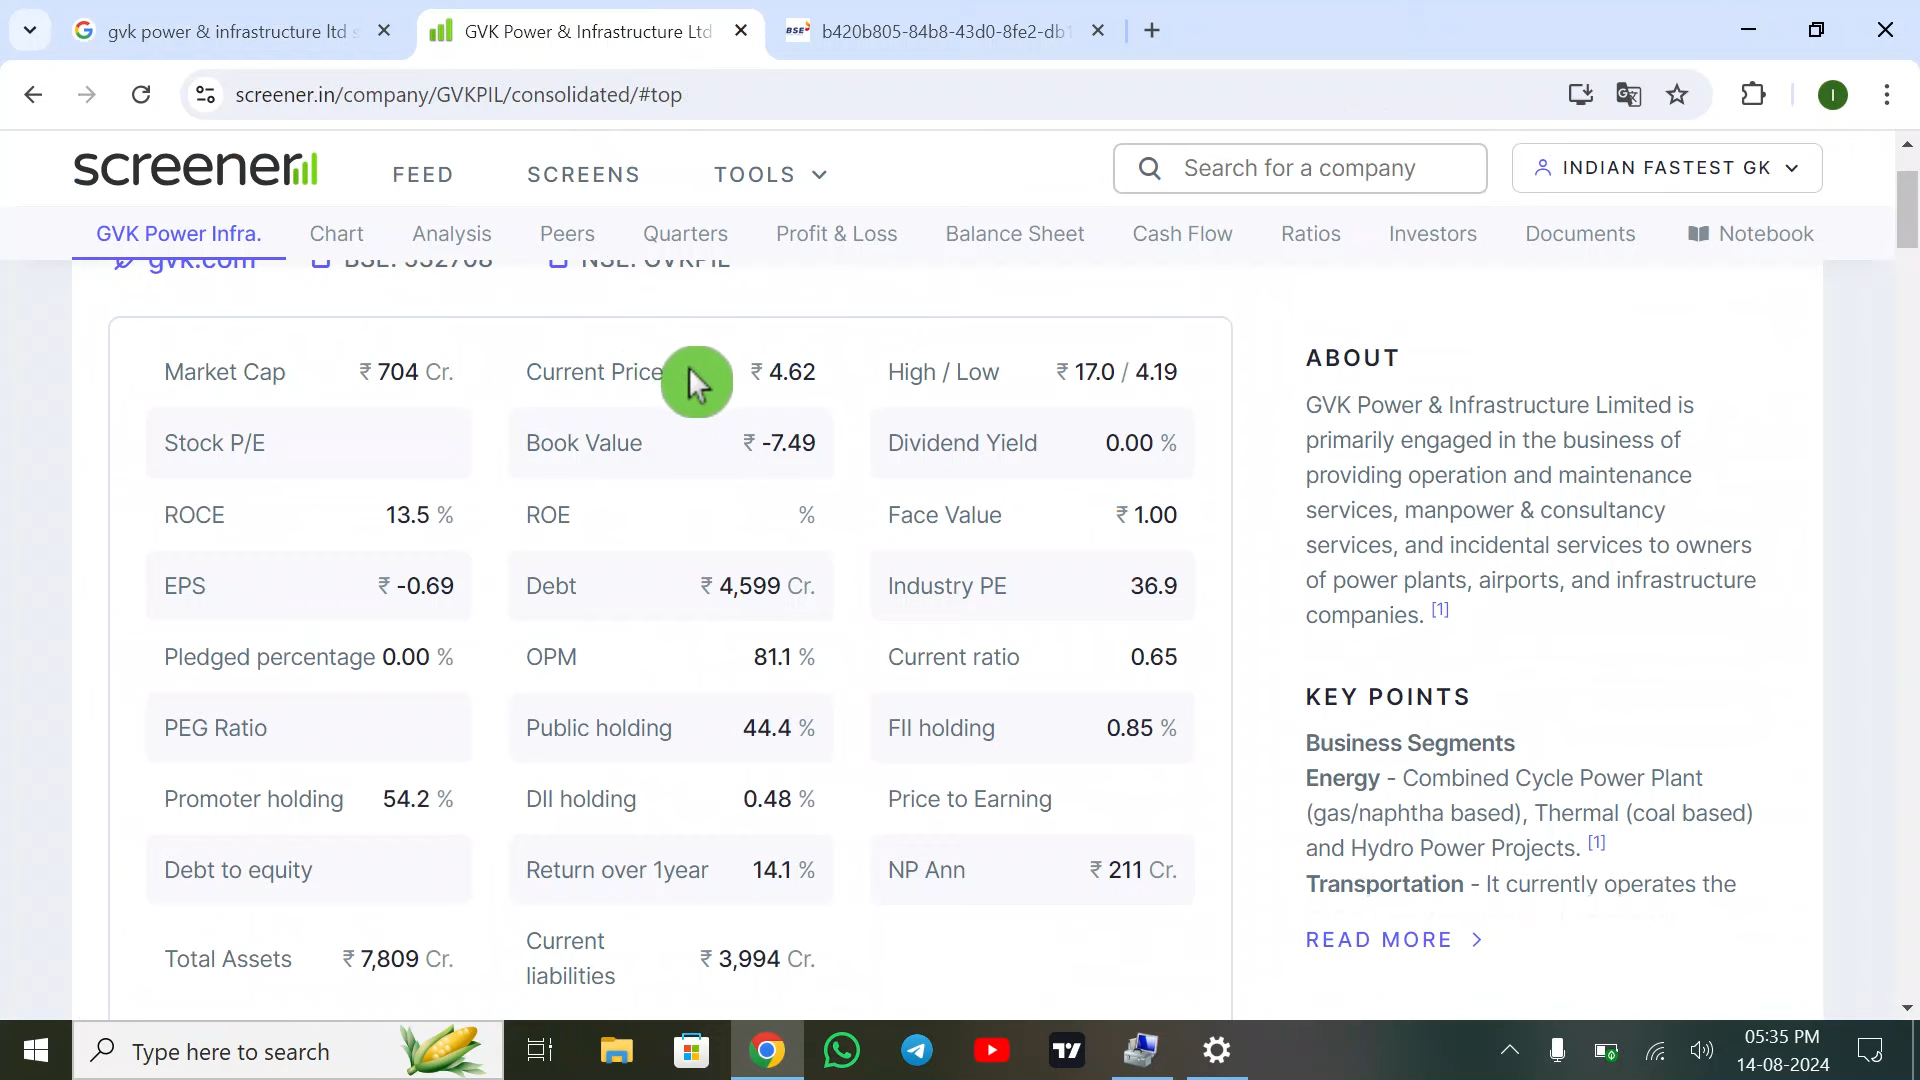 gvk power & infrastructure ltd s
GVK Power & Infrastructure Ltd
BSE
b420b805-84b8-43d0-8fe2-db1
screener.in/company/GVKPIL/consolidated/#top
I
screener
FEED
SCREENS
TOOLS
Search for a company
INDIAN FASTEST GK
GVK Power Infra.
Chart
Analysis
Peers
Quarters
Profit & Loss
Balance Sheet
Cash Flow
Ratios
Investors
Documents
Notebook
gvk.com
BSE: 532708
NSE: GVKPIL
Market Cap ₹ 704 Cr.
Current Price ₹ 4.62
High / Low ₹ 17.0 / 4.19
Stock P/E
Book Value ₹ -7.49
Dividend Yield 0.00 %
ROCE 13.5 %
ROE %
Face Value ₹ 1.00
EPS ₹ -0.69
Debt ₹ 4,599 Cr.
Industry PE 36.9
Pledged percentage 0.00 %
OPM 81.1 %
Current ratio 0.65
PEG Ratio
Public holding 44.4 %
FII holding 0.85 %
Promoter holding 54.2 %
DII holding 0.48 %
Price to Earning
Debt to equity
Return over 1year 14.1 %
NP Ann ₹ 211 Cr.
Total Assets ₹ 7,809 Cr.
Current
liabilities ₹ 3,994 Cr.
ABOUT
GVK Power & Infrastructure Limited is
primarily engaged in the business of
providing operation and maintenance
services, manpower & consultancy
services, and incidental services to owners
of power plants, airports, and infrastructure
companies. [1]
KEY POINTS
Business Segments
Energy - Combined Cycle Power Plant
(gas/naphtha based), Thermal (coal based)
and Hydro Power Projects. [1]
Transportation - It currently operates the
READ MORE
Type here to search
05:35 PM
14-08-2024